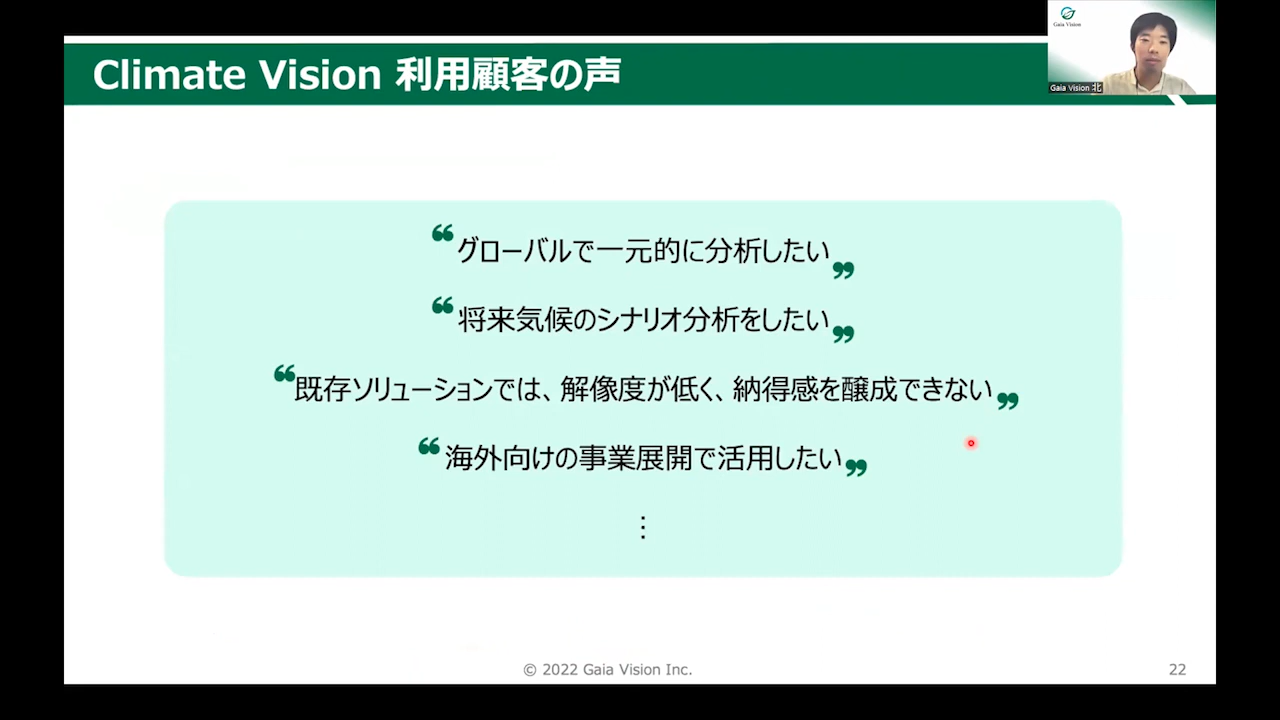 Climate Vision 利用顧客の声
Gaia Vision
Gaia Vision 北
“グローバルで一元的に分析したい”
“将来気候のシナリオ分析をしたい”
“既存ソリューションでは、解像度が低く、納得感を醸成できない”
“海外向けの事業展開で活用したい”
⋮
© 2022 Gaia Vision Inc.
22